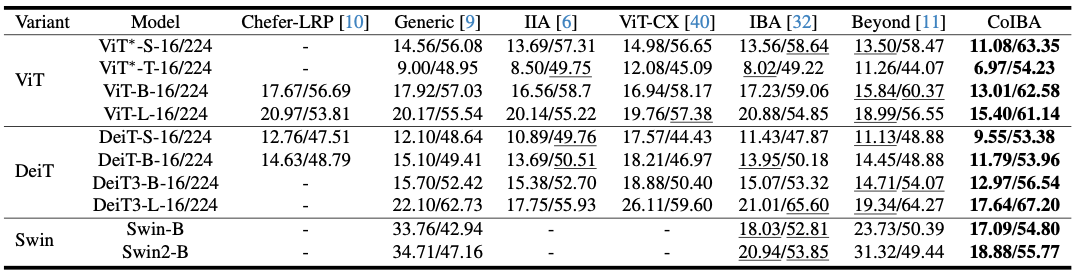 Variant Model Chefer-LRP [10] Generic [9] IIA [6] ViT-CX [40] IBA [32] Beyond [11] CoIBA
ViT*-S-16/224 - 14.56/56.08 13.69/57.31 14.98/56.65 13.56/58.64 13.50/58.47 11.08/63.35
ViT*-T-16/224 - 9.00/48.95 8.50/49.75 12.08/45.09 8.02/49.22 11.26/44.07 6.97/54.23
ViT
ViT-B-16/224 17.67/56.69 17.92/57.03 16.56/58.7 16.94/58.17 17.23/59.06 15.84/60.37 13.01/62.58
ViT-L-16/224 20.97/53.81 20.17/55.54 20.14/55.22 19.76/57.38 20.88/54.85 18.99/56.55 15.40/61.14
DeiT-S-16/224 12.76/47.51 12.10/48.64 10.89/49.76 17.57/44.43 11.43/47.87 11.13/48.88 9.55/53.38
DeiT-B-16/224 14.63/48.79 15.10/49.41 13.69/50.51 18.21/46.97 13.95/50.18 14.45/48.88 11.79/53.96
DeiT
DeiT3-B-16/224 - 15.70/52.42 15.38/52.70 18.88/50.40 15.07/53.32 14.71/54.07 12.97/56.54
DeiT3-L-16/224 - 22.10/62.73 17.75/55.93 26.11/59.60 21.01/65.60 19.34/64.27 17.64/67.20
Swin-B - 33.76/42.94 - - 18.03/52.81 23.73/50.39 17.09/54.80
Swin
Swin2-B - 34.71/47.16 - - 20.94/53.85 31.32/49.44 18.88/55.77